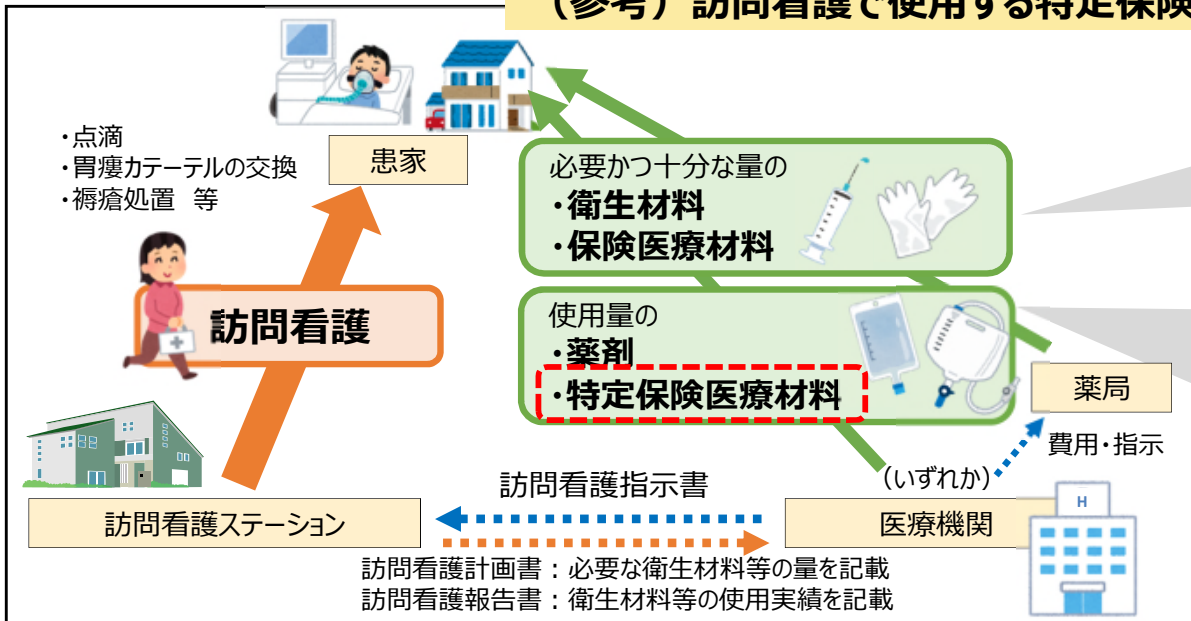 （参考）訪問看護で使用する特定保険
・点滴
・胃瘻カテーテルの交換
・褥瘡処置 等
患家
必要かつ十分な量の
・衛生材料
・保険医療材料
訪問看護
使用量の
・薬剤
・特定保険医療材料
薬局
費用・指示
（いずれか）
訪問看護指示書
訪問看護ステーション
医療機関
H
訪問看護計画書：必要な衛生材料等の量を記載
訪問看護報告書：衛生材料等の使用実績を記載